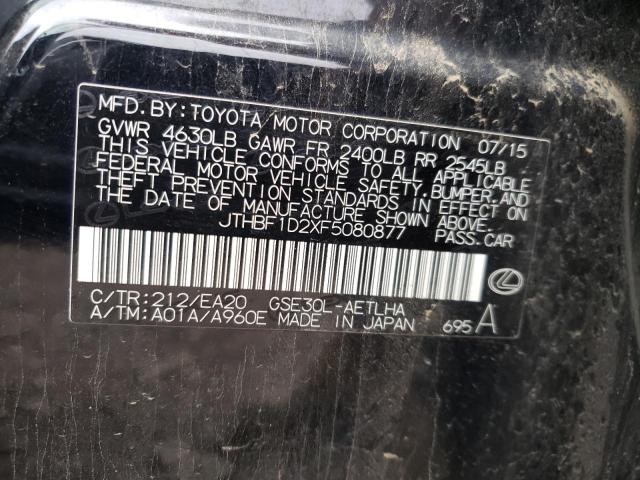 MFD. BY: TOYOTA MOTOR CORPORATION 07/15
GVWR 4630LB GAWR FR 2400LB RR 2545LB
THIS VEHICLE CONFORMS TO ALL APPLICABLE
FEDERAL MOTOR VEHICLE SAFETY, BUMPER, AND
THEFT PREVENTION STANDARDS IN EFFECT ON
THE DATE OF MANUFACTURE SHOWN ABOVE.
JTHBF1D2XF5080877 PASS. CAR
C/TR: 212/EA20 GSE30L-AETLHA
A/TM: A01A/A960E MADE IN JAPAN 695 A